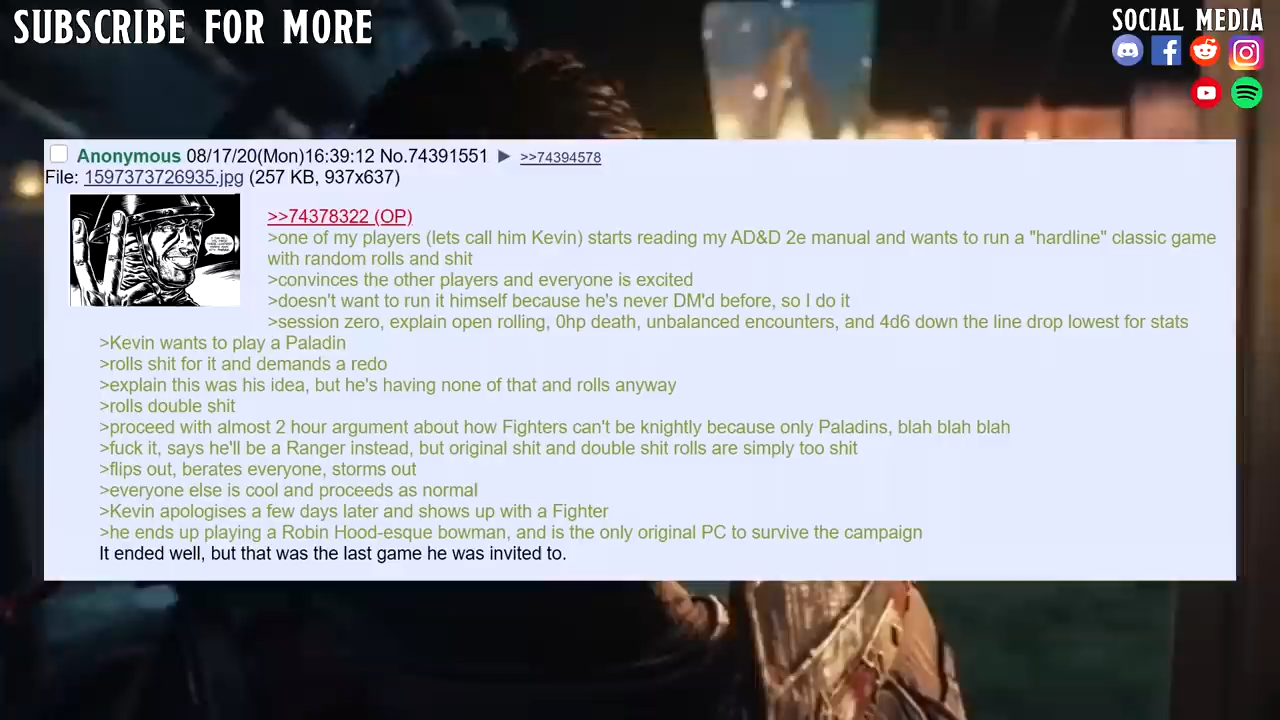 SUBSCRIBE FOR MORE
SOCIAL MEDIA
Anonymous 08/17/20(Mon)16:39:12 No.74391551 ▶ >>74394578
File: 1597373726935.jpg (257 KB, 937x637)
>>74378322 (OP)
>one of my players (lets call him Kevin) starts reading my AD&D 2e manual and wants to run a "hardline" classic game
with random rolls and shit
>convinces the other players and everyone is excited
>doesn't want to run it himself because he's never DM'd before, so I do it
>session zero, explain open rolling, 0hp death, unbalanced encounters, and 4d6 down the line drop lowest for stats
>Kevin wants to play a Paladin
>rolls shit for it and demands a redo
>explain this was his idea, but he's having none of that and rolls anyway
>rolls double shit
>proceed with almost 2 hour argument about how Fighters can't be knightly because only Paladins, blah blah blah
>fuck it, says he'll be a Ranger instead, but original shit and double shit rolls are simply too shit
>flips out, berates everyone, storms out
>everyone else is cool and proceeds as normal
>Kevin apologises a few days later and shows up with a Fighter
>he ends up playing a Robin Hood-esque bowman, and is the only original PC to survive the campaign
It ended well, but that was the last game he was invited to.